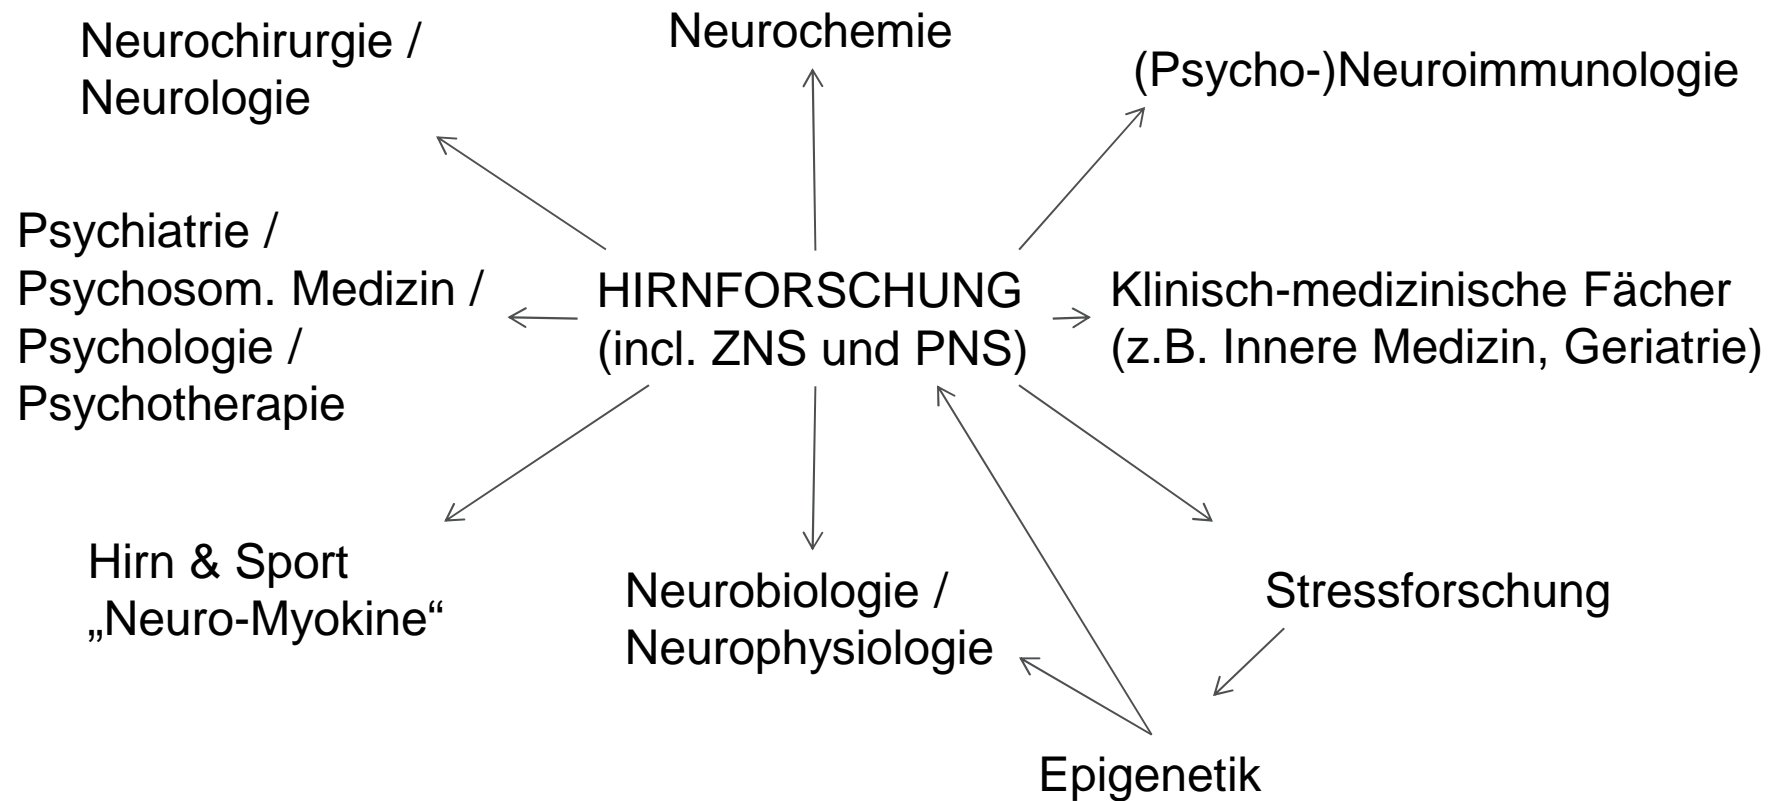 Neurochirurgie /
Neurologie
Neurochemie
(Psycho-)Neuroimmunologie
Psychiatrie /
Psychosom. Medizin /
Psychologie /
Psychotherapie
HIRNFORSCHUNG
(incl. ZNS und PNS)
Klinisch-medizinische Fächer
(z.B. Innere Medizin, Geriatrie)
Hirn & Sport
„Neuro-Myokine“
Neurobiologie /
Neurophysiologie
Stressforschung
Epigenetik